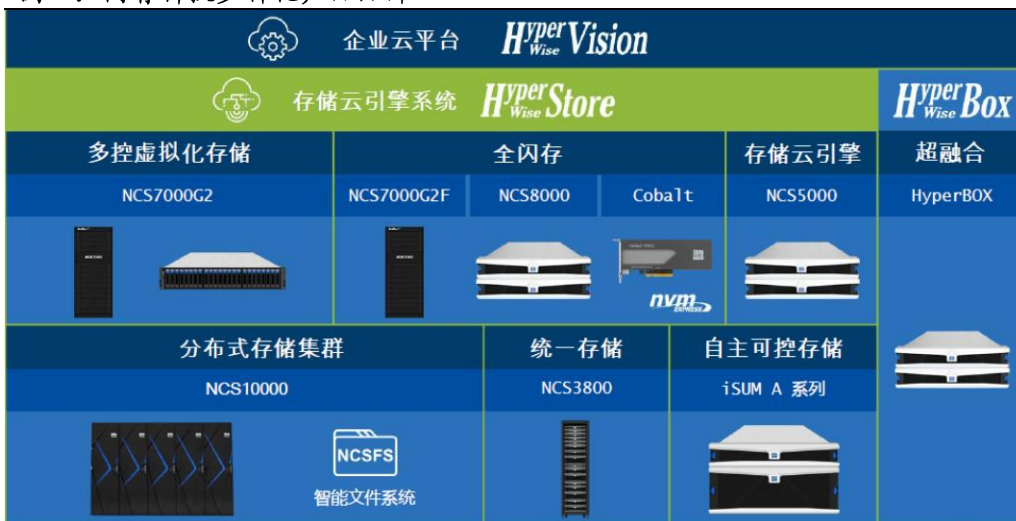 企业云平台 HyperWise Vision
存储云引擎系统 HyperWise Store
HyperWise Box
多控虚拟化存储 全闪存 存储云引擎 超融合
NCS7000G2 NCS7000G2F NCS8000 Cobalt NCS5000 HyperBOX
nvm
EXPRESS
分布式存储集群 统一存储 自主可控存储
NCS10000 NCS3800 iSUM A 系列
NCSFS
智能文件系统